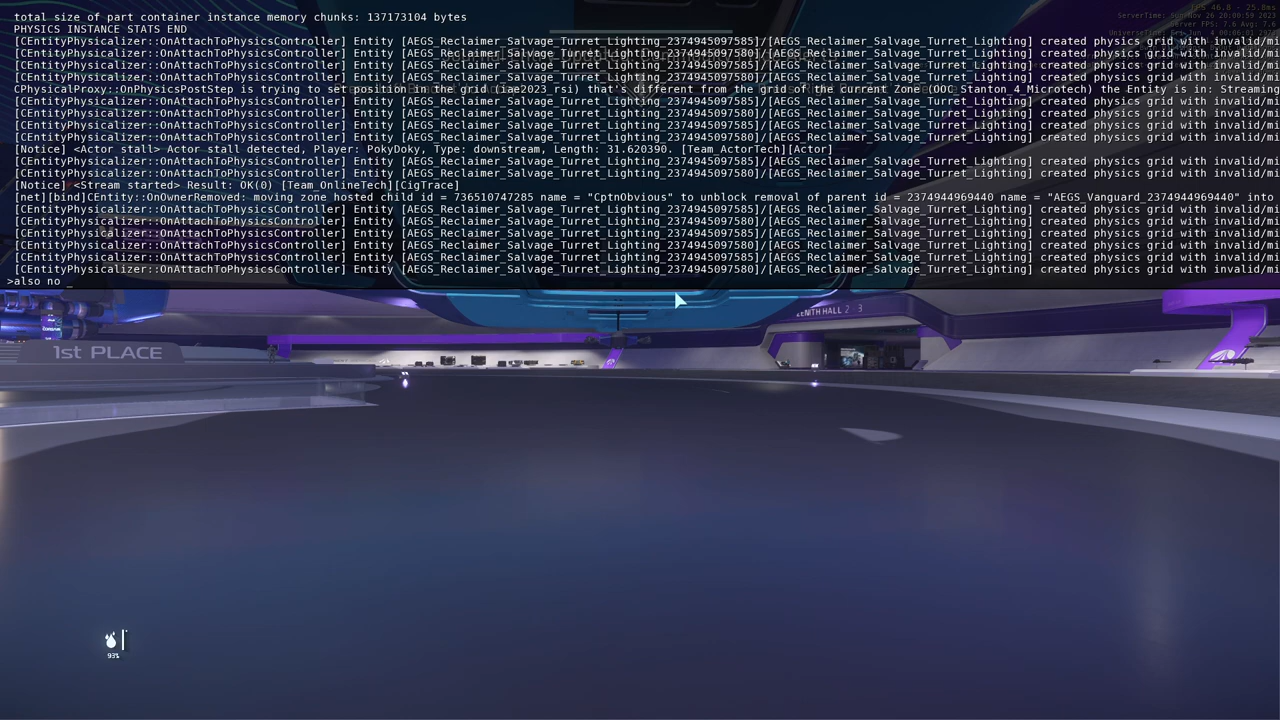 total size of part container instance memory chunks: 137173104 bytes
PHYSICS INSTANCE STATS END
[CEntityPhysicalizer::OnAttachToPhysicsController] Entity [AEGS_Reclaimer_Salvage_Turret_Lighting_2374945097585]/[AEGS_Reclaimer_Salvage_Turret_Lighting] created physics grid with invalid/mi
[CEntityPhysicalizer::OnAttachToPhysicsController] Entity [AEGS_Reclaimer_Salvage_Turret_Lighting_2374945097585]/[AEGS_Reclaimer_Salvage_Turret_Lighting] created physics grid with invalid/mi
[CEntityPhysicalizer::OnAttachToPhysicsController] Entity [AEGS_Reclaimer_Salvage_Turret_Lighting_2374945097585]/[AEGS_Reclaimer_Salvage_Turret_Lighting] created physics grid with invalid/mi
[CEntityPhysicalizer::OnAttachToPhysicsController] Entity [AEGS_Reclaimer_Salvage_Turret_Lighting_2374945097585]/[AEGS_Reclaimer_Salvage_Turret_Lighting] created physics grid with invalid/mi
CPhysicalProxy::OnPhysicsPostStep is trying to set position in the grid (iae2023_rsi) that's different from the grid of Current Zone(OOC_Stanton_4_Microtech) the Entity is in: Streaming
[CEntityPhysicalizer::OnAttachToPhysicsController] Entity [AEGS_Reclaimer_Salvage_Turret_Lighting_2374945097580]/[AEGS_Reclaimer_Salvage_Turret_Lighting] created physics grid with invalid/mi
[CEntityPhysicalizer::OnAttachToPhysicsController] Entity [AEGS_Reclaimer_Salvage_Turret_Lighting_2374945097580]/[AEGS_Reclaimer_Salvage_Turret_Lighting] created physics grid with invalid/mi
[CEntityPhysicalizer::OnAttachToPhysicsController] Entity [AEGS_Reclaimer_Salvage_Turret_Lighting_2374945097580]/[AEGS_Reclaimer_Salvage_Turret_Lighting] created physics grid with invalid/mi
[CEntityPhysicalizer::OnAttachToPhysicsController] Entity [AEGS_Reclaimer_Salvage_Turret_Lighting_2374945097580]/[AEGS_Reclaimer_Salvage_Turret_Lighting] created physics grid with invalid/mi
[Notice] <Actor stall> Actor stall detected, Player: PokyDoky, Type: downstream, Length: 31.620390. [Team_ActorTech][Actor]
[CEntityPhysicalizer::OnAttachToPhysicsController] Entity [AEGS_Reclaimer_Salvage_Turret_Lighting_2374945097585]/[AEGS_Reclaimer_Salvage_Turret_Lighting] created physics grid with invalid/mi
[CEntityPhysicalizer::OnAttachToPhysicsController] Entity [AEGS_Reclaimer_Salvage_Turret_Lighting_2374945097585]/[AEGS_Reclaimer_Salvage_Turret_Lighting] created physics grid with invalid/mi
[Notice] <Stream started> Result: OK(0) [Team_OnlineTech][CigTrace]
[net][bind]CEntity::OnOwnerRemoved: moving zone hosted child id = 736510747285 name = "CptnObvious" to unblock removal of parent id = 2374944969440 name = "AEGS_Vanguard_2374944969440" into
[CEntityPhysicalizer::OnAttachToPhysicsController] Entity [AEGS_Reclaimer_Salvage_Turret_Lighting_2374945097585]/[AEGS_Reclaimer_Salvage_Turret_Lighting] created physics grid with invalid/mi
[CEntityPhysicalizer::OnAttachToPhysicsController] Entity [AEGS_Reclaimer_Salvage_Turret_Lighting_2374945097585]/[AEGS_Reclaimer_Salvage_Turret_Lighting] created physics grid with invalid/mi
[CEntityPhysicalizer::OnAttachToPhysicsController] Entity [AEGS_Reclaimer_Salvage_Turret_Lighting_2374945097580]/[AEGS_Reclaimer_Salvage_Turret_Lighting] created physics grid with invalid/mi
[CEntityPhysicalizer::OnAttachToPhysicsController] Entity [AEGS_Reclaimer_Salvage_Turret_Lighting_2374945097580]/[AEGS_Reclaimer_Salvage_Turret_Lighting] created physics grid with invalid/mi
[CEntityPhysicalizer::OnAttachToPhysicsController] Entity [AEGS_Reclaimer_Salvage_Turret_Lighting_2374945097580]/[AEGS_Reclaimer_Salvage_Turret_Lighting] created physics grid with invalid/mi
[CEntityPhysicalizer::OnAttachToPhysicsController] Entity [AEGS_Reclaimer_Salvage_Turret_Lighting_2374945097580]/[AEGS_Reclaimer_Salvage_Turret_Lighting] created physics grid with invalid/mi
>also no _
ZENITH HALL 2 3
1st PLACE
93%